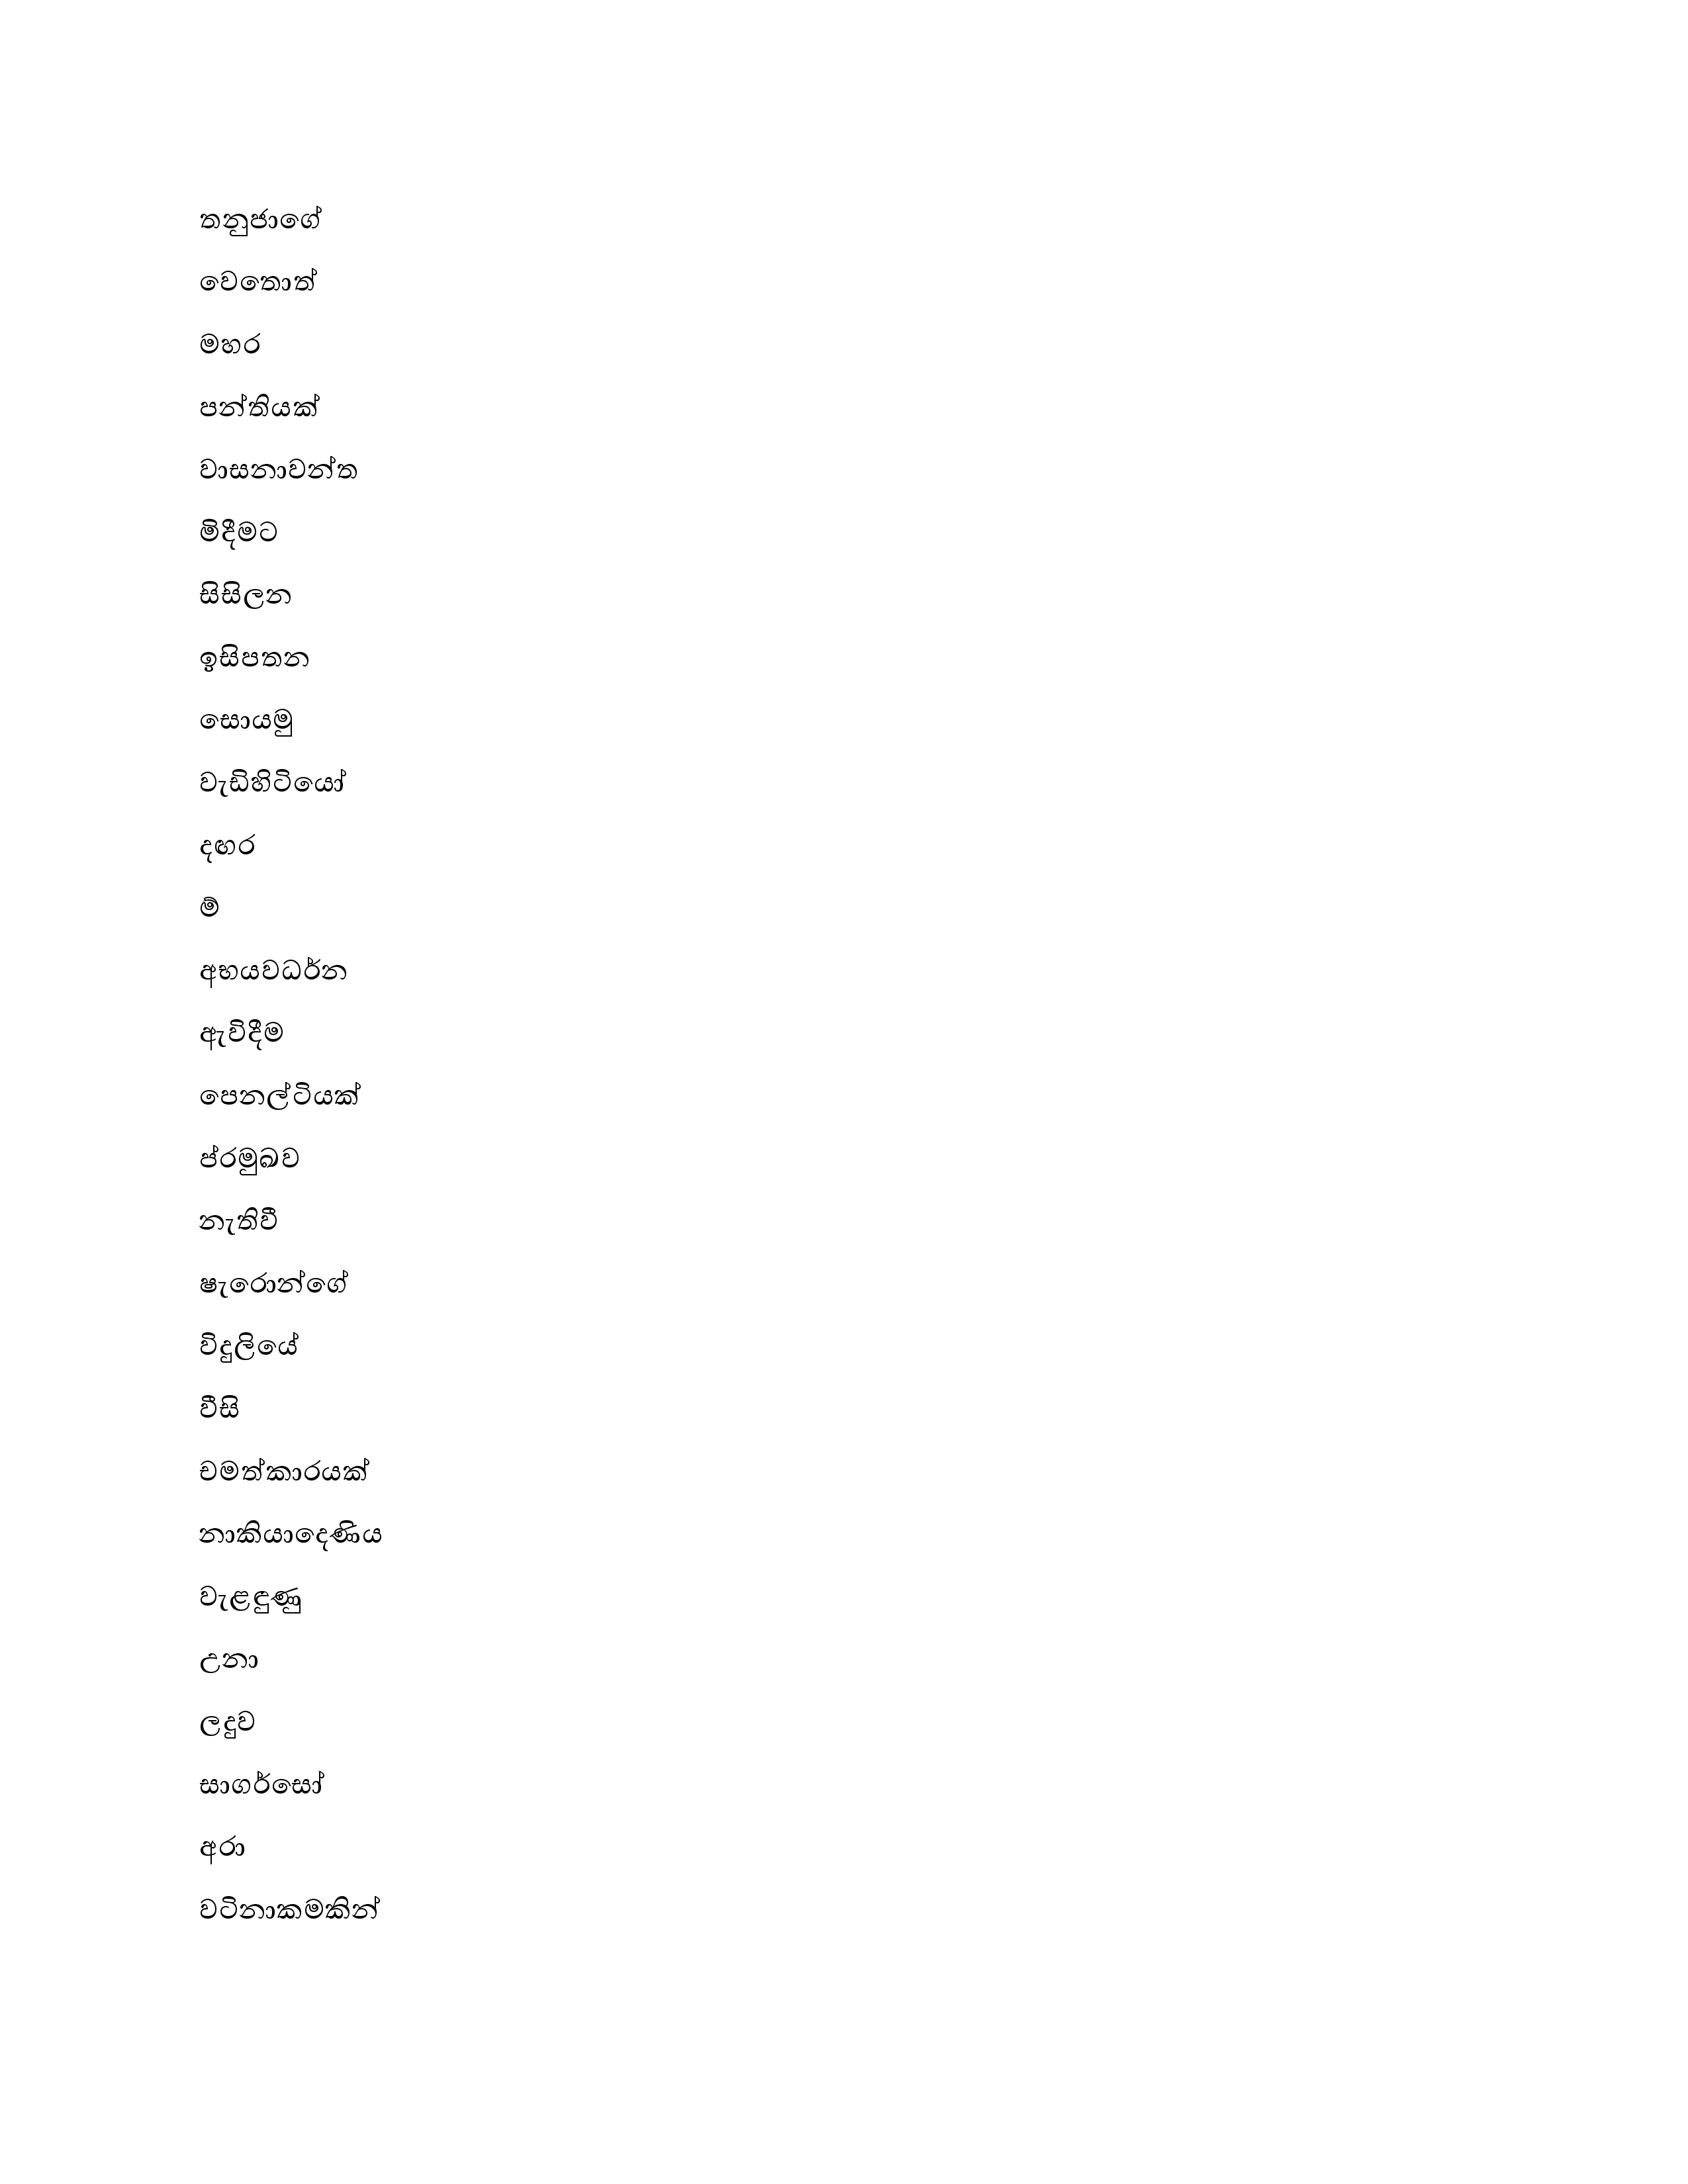 තනුජාගේ
වෙතොත්
මහර
පන්තියක්
වාසනාවන්ත
මිදීමට
සිසිලන
ඉසිපතන
සොයමු
වැඩිහිටියෝ
දඟර
ම්
අභයවර්ධන
ඇවිදීම
පෙනල්ටියක්
ප්රමුඛව
නැතිවී
ෂැරොන්ගේ
විදුලියේ
වීසි
චමත්කාරයක්
නාකියාදෙණිය
වැළඳුණු
උනා
ලදුව
සාගර්සෝ
අරා
වටිනාකමකින්